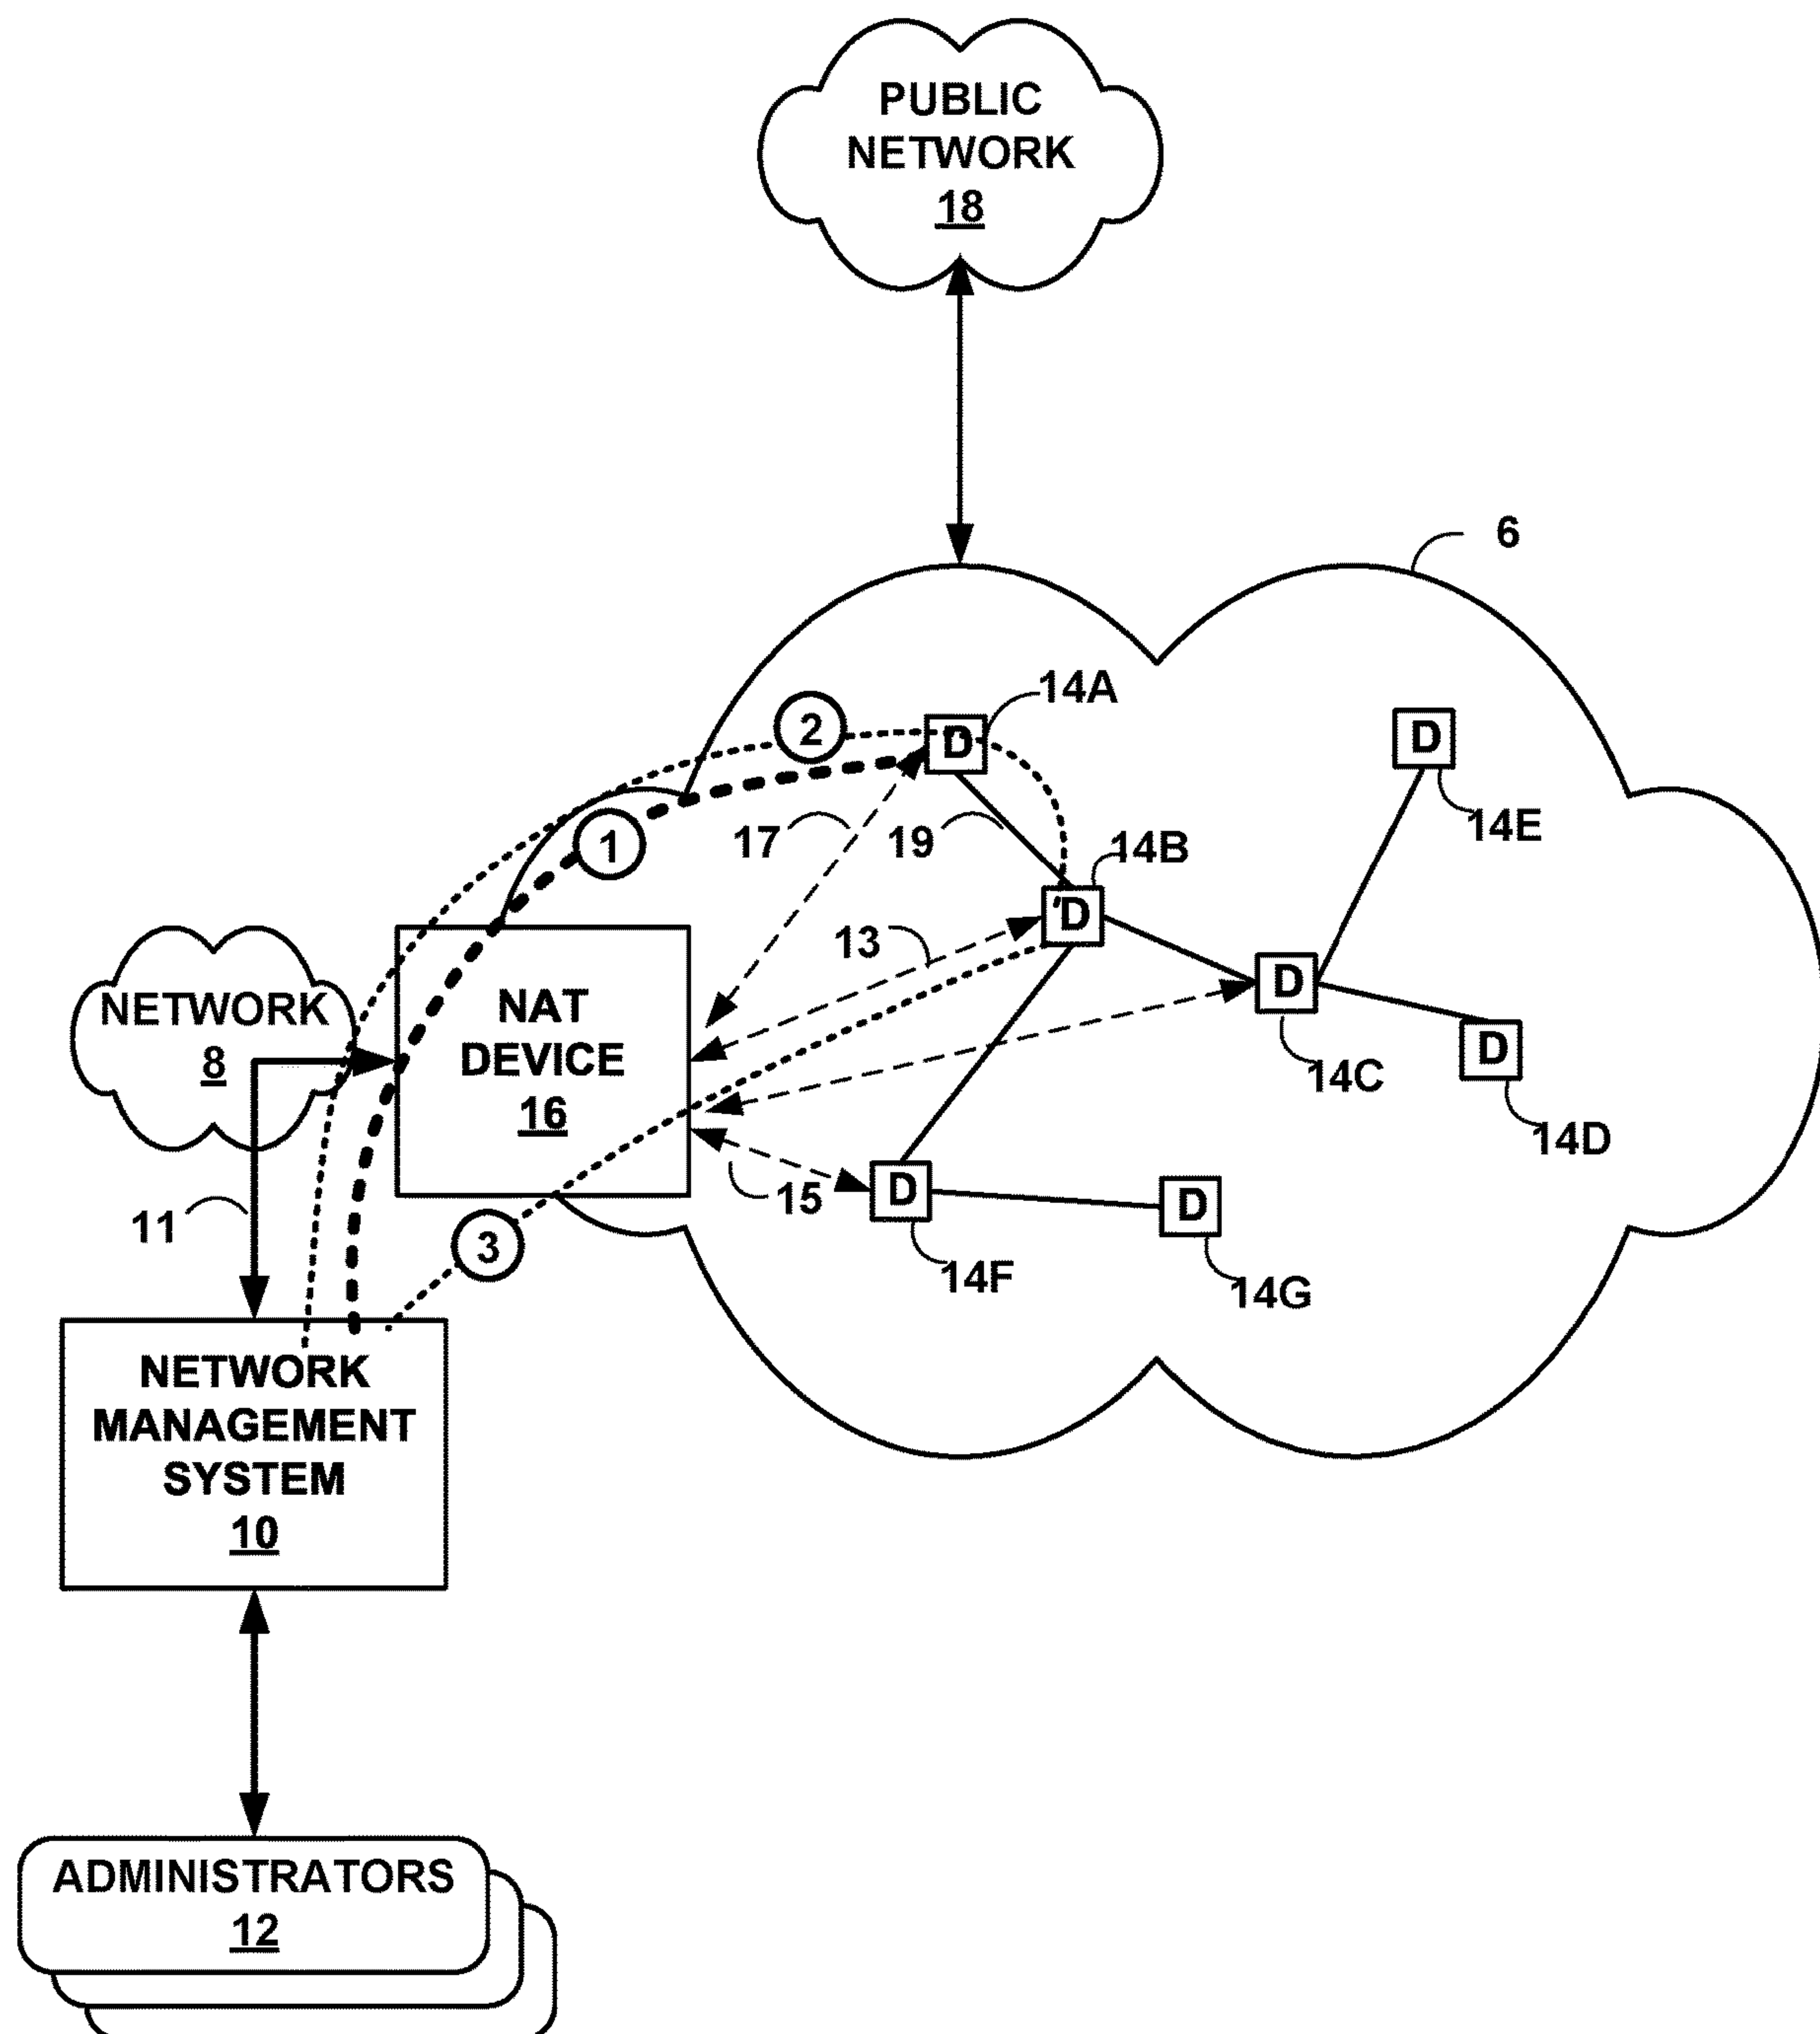 PUBLIC
NETWORK
18
6
14A
2
D
D
14E
17
1
19
14B
D
13
NETWORK
8
NAT
DEVICE
16
D
14C
D
14D
11
3
15
D
14F
D
14G
NETWORK
MANAGEMENT
SYSTEM
10
ADMINISTRATORS
12